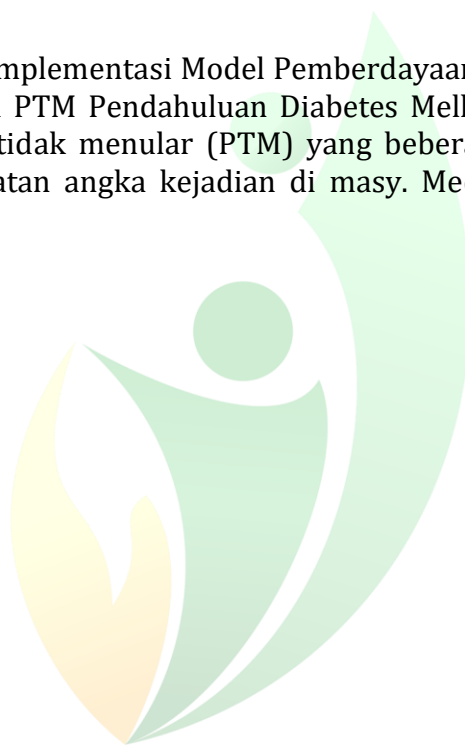 mplementasi Model Pemberdayaan
PTM Pendahuluan Diabetes Mell
tidak menular (PTM) yang bebera
atan angka kejadian di masy. Me